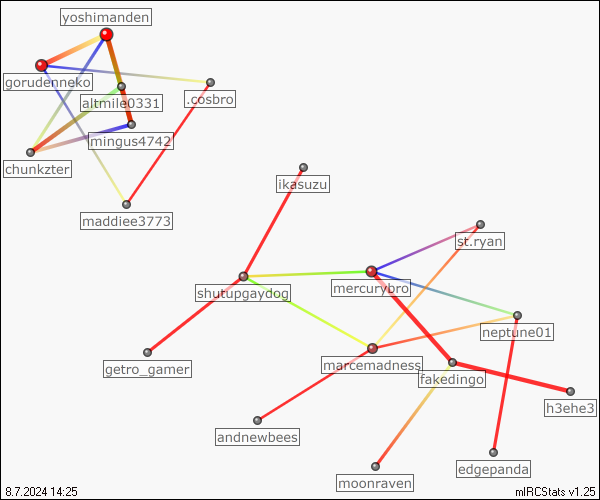 yoshimanden
gorudenneko
altmile0331
.cosbro
mingus4742
chunkzter
maddiee3773
ikasuzu
st.ryan
shutupgaydog
mercurybro
neptune01
getro_gamer
marcemadness
fakedingo
h3ehe3
andnewbees
edgepanda
moonraven
8.7.2024 14:25
mIRCStats v1.25